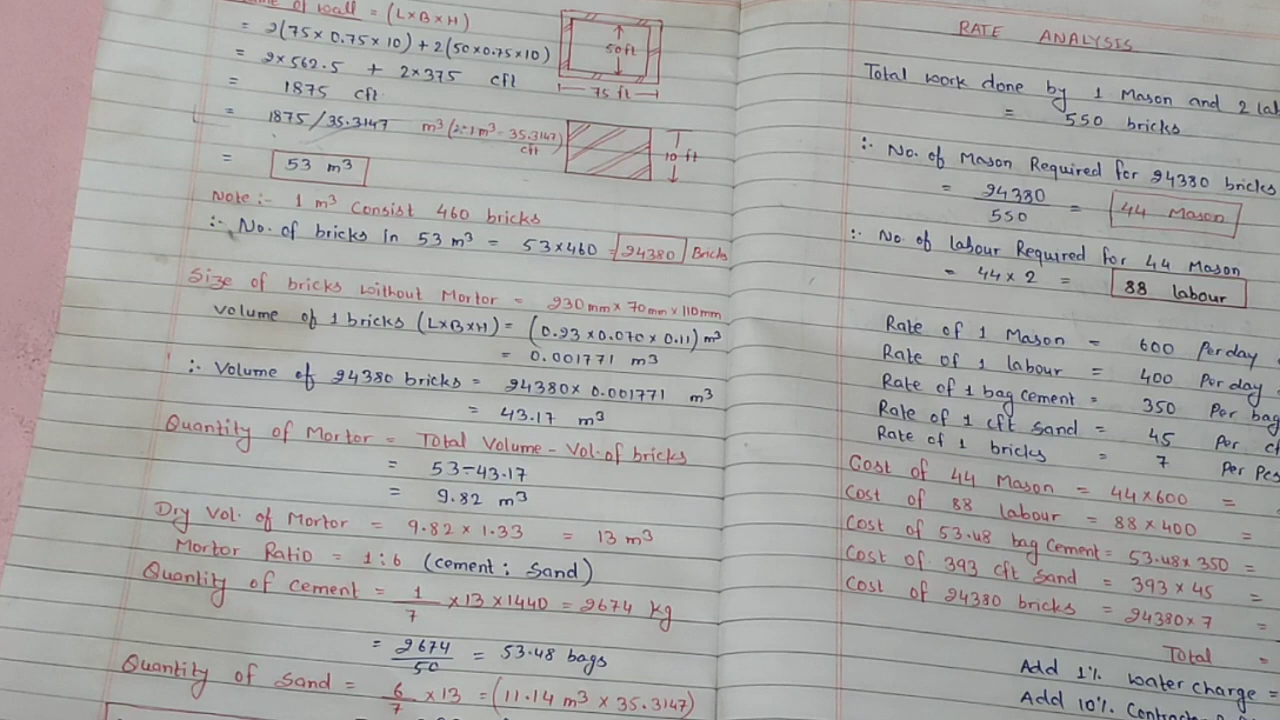 of wall = (L×B×H)
= 2(75×0.75×10)+2(50×0.75×10)
= 2×562.5 + 2×375 cft
= 1875 cft
= 1875/35.3147 m³(∵ 1m³ = 35.3147)
cft
= 53 m³
50ft
75 ft
10 ft
Note:- 1 m³ Consist 460 bricks
∴ No. of bricks in 53 m³ = 53×460 = 24380 Bricks
Size of bricks without Mortor = 230mm×70mm×110mm
Volume of 1 bricks (L×B×H) = (0.23×0.070×0.11) m³
= 0.001771 m³
∴ Volume of 24380 bricks = 24380×0.001771 m³
= 43.17 m³
Quantity of Mortor = Total Volume - Vol. of bricks
= 53-43.17
= 9.82 m³
Dry Vol. of Mortor = 9.82×1.33 = 13 m³
Mortor Ratio = 1:6 (cement : Sand)
Quantity of cement = 1/7 ×13×1440 = 2674 kg
= 2674/50 = 53.48 bags
Quantity of Sand = 6/7 ×13 = (11.14 m³ × 35.3147)
RATE ANALYSIS
Total work done by 1 Mason and 2
= 550 bricks
∴ No. of Mason Required for 24380 bricks
= 24380/550 = 44 Mason
∴ No. of labour Required for 44 Mason
= 44×2 = 88 labour
Rate of 1 Mason = 600 Per day
Rate of 1 labour = 400 Per day
Rate of 1 bag cement = 350 Per bag
Rate of 1 cft Sand = 45 Per
Rate of 1 bricks = 7 Per Pcs
Cost of 44 Mason = 44×600 =
Cost of 88 labour = 88×400 =
Cost of 53.48 bag cement = 53.48×350 =
Cost of 393 cft Sand = 393×45 =
Cost of 24380 bricks = 24380×7 =
Total =
Add 1% water charge =
Add 10%